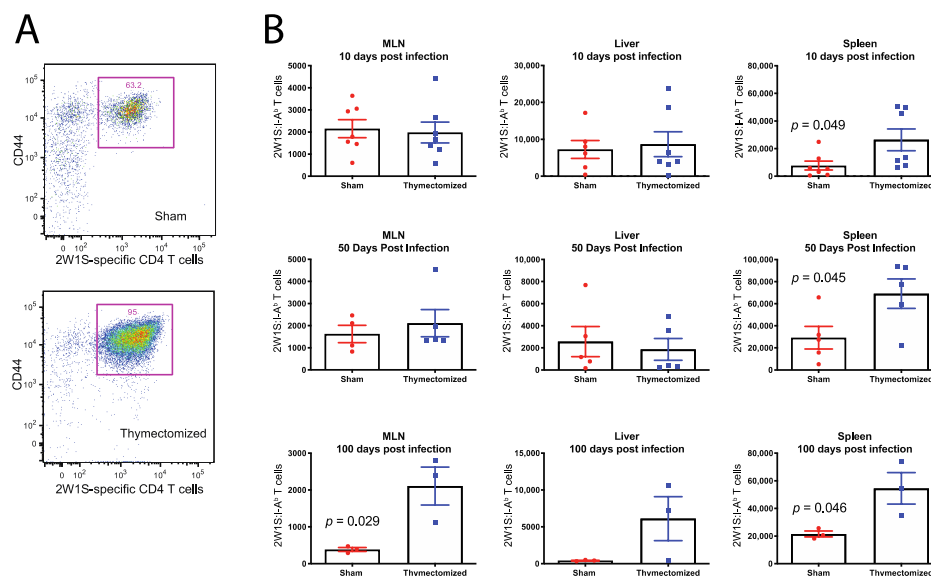 A
63.2
10⁵
10⁴
CD44
10³
10²
0
Sham
0 10² 10³ 10⁴ 10⁵
2W1S-specific CD4 T cells
95
10⁵
10⁴
CD44
10³
10²
0
Thymectomized
0 10² 10³ 10⁴ 10⁵
2W1S-specific CD4 T cells
B
MLN
10 days post infection
2W1S:I-Aᵇ T cells
5000
4000
3000
2000
1000
0
Sham Thymectomized
Liver
10 days post infection
2W1S:I-Aᵇ T cells
30,000
20,000
10,000
0
Sham Thymectomized
Spleen
10 days post infection
2W1S:I-Aᵇ T cells
80,000
60,000
40,000
20,000
0
p = 0.049
Sham Thymectomized
MLN
50 Days Post Infection
2W1S:I-Aᵇ T cells
5000
4000
3000
2000
1000
0
Sham Thymectomized
Liver
50 Days Post Infection
2W1S:I-Aᵇ T cells
10,000
8000
6000
4000
2000
0
Sham Thymectomized
Spleen
50 Days Post Infection
2W1S:I-Aᵇ T cells
100,000
80,000
60,000
40,000
20,000
0
p = 0.045
Sham Thymectomized
MLN
100 days post infection
2W1S:I-Aᵇ T cells
3000
2000
1000
0
p = 0.029
Sham Thymectomized
Liver
100 days post infection
2W1S:I-Aᵇ T cells
15,000
10,000
5000
0
Sham Thymectomized
Spleen
100 days post infection
2W1S:I-Aᵇ T cells
80,000
60,000
40,000
20,000
0
p = 0.046
Sham Thymectomized